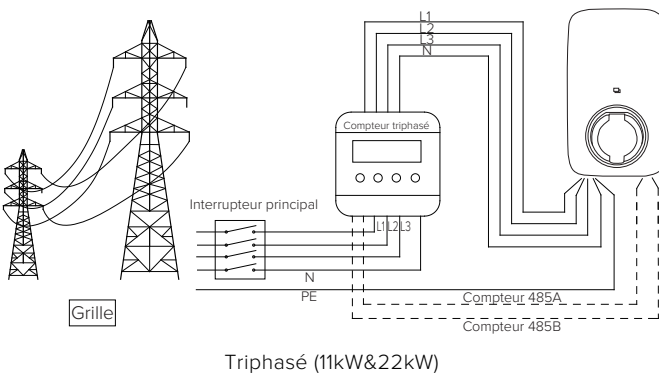 L1
L2
L3
N
Compteur triphasé
Interrupteur principal
L1 L2 L3
N
PE
Grille
Compteur 485A
Compteur 485B
Triphasé (11kW&22kW)